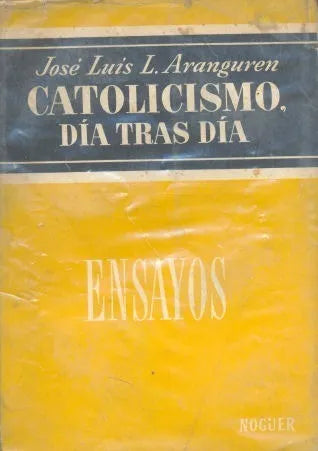 José Luis L. Aranguren
CATOLICISMO,
DÍA TRAS DÍA
ENSAYOS
NOGUER